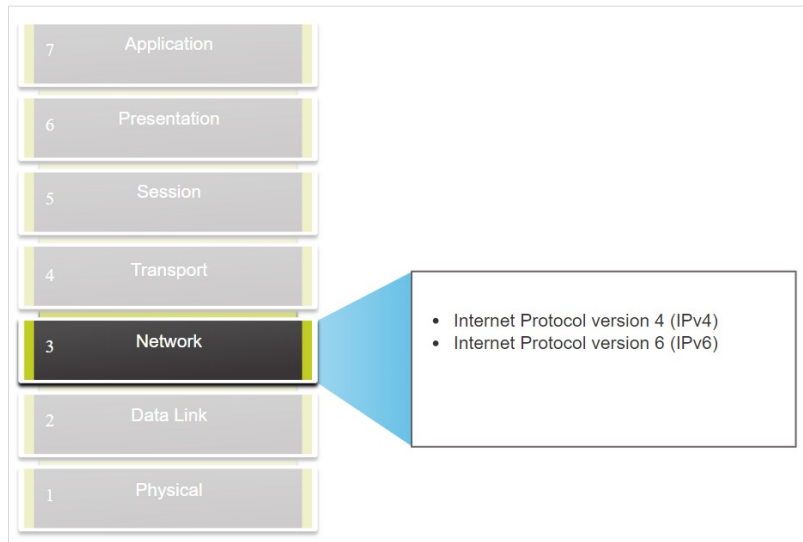 7 Application
6 Presentation
5 Session
4 Transport
3 Network
• Internet Protocol version 4 (IPv4)
• Internet Protocol version 6 (IPv6)
2 Data Link
1 Physical